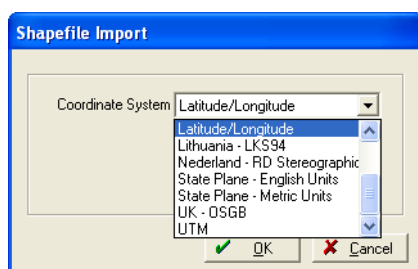 Shapefile Import
Coordinate System Latitude/Longitude
Latitude/Longitude
Lithuania - LKS94
Nederland - RD Stereographic
State Plane - English Units
State Plane - Metric Units
UK - OSGB
UTM
OK Cancel